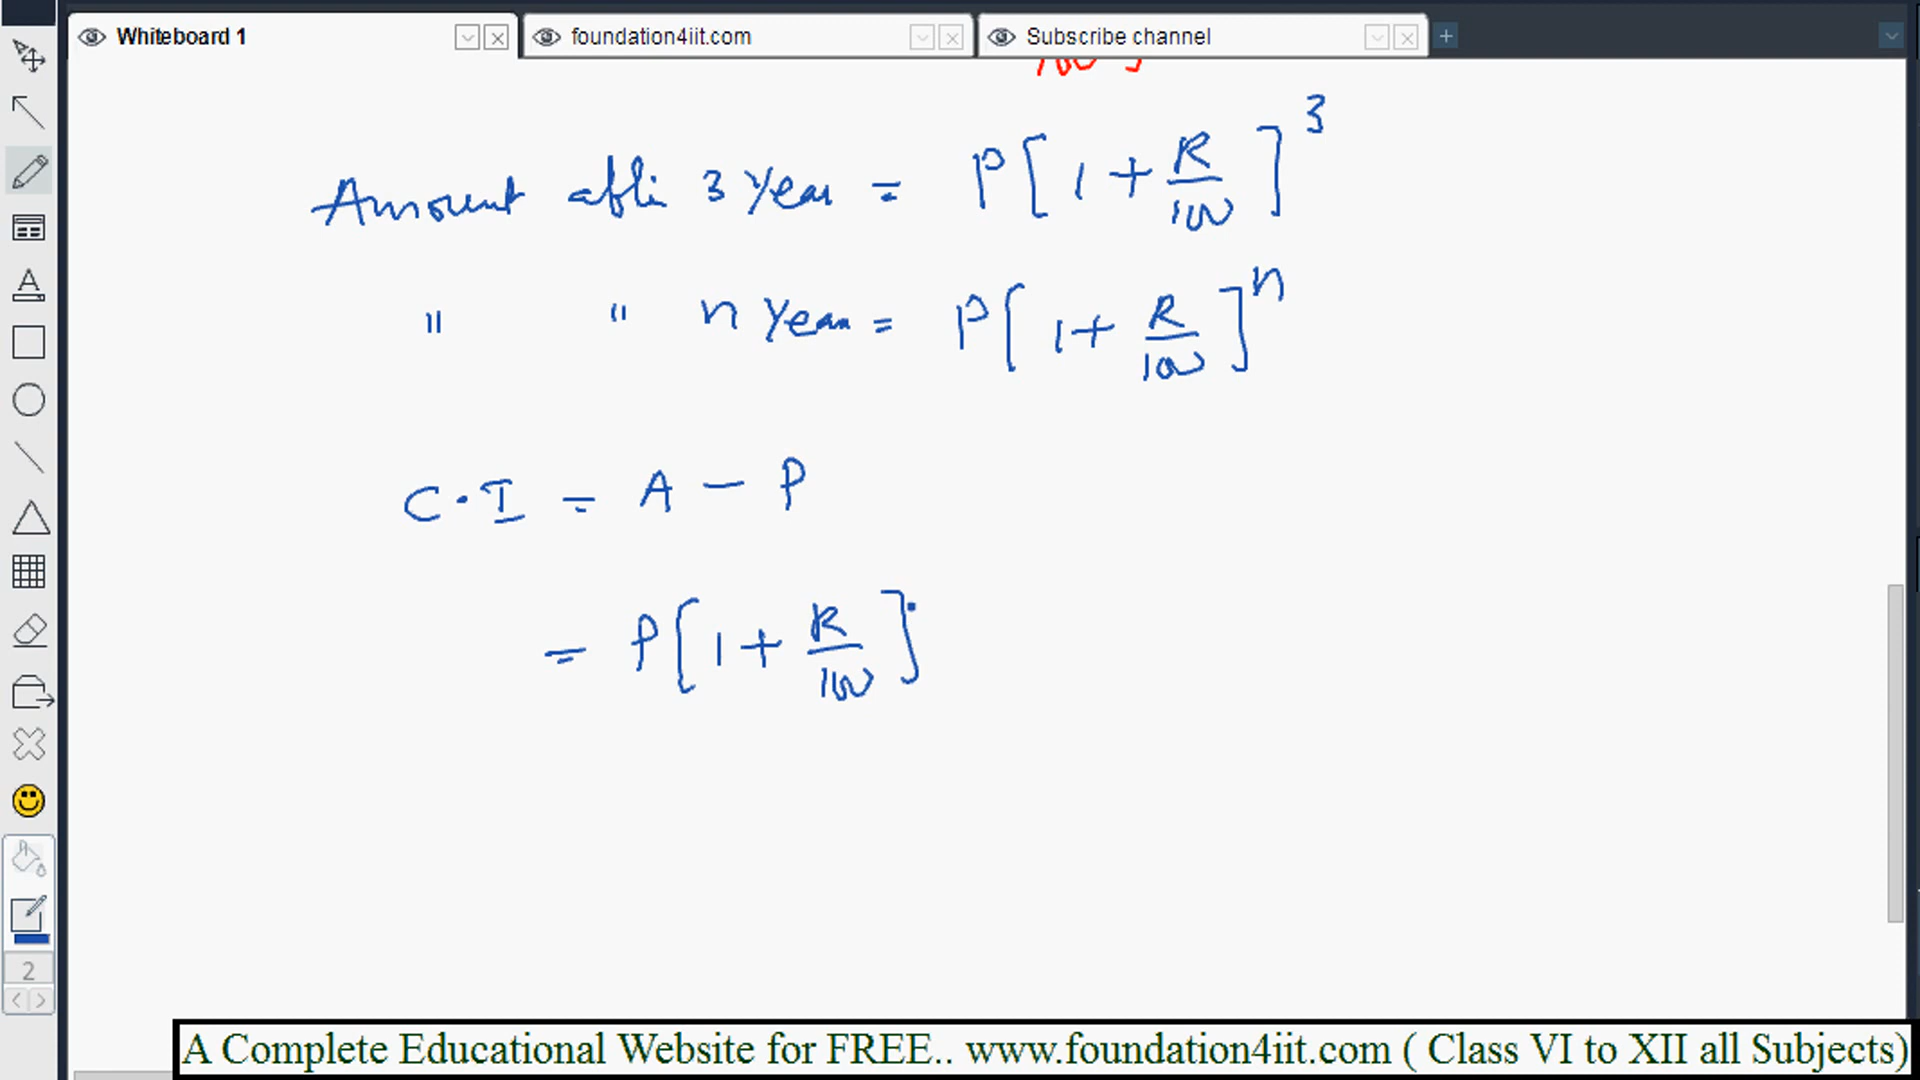 Whiteboard 1 foundation4iit.com Subscribe channel
Amount after 3 Year = P[1 + R/100]^3
" " n Year = P[1 + R/100]^n
C.I = A - P
= P[1 + R/100]
2
A Complete Educational Website for FREE.. www.foundation4iit.com ( Class VI to XII all Subjects)